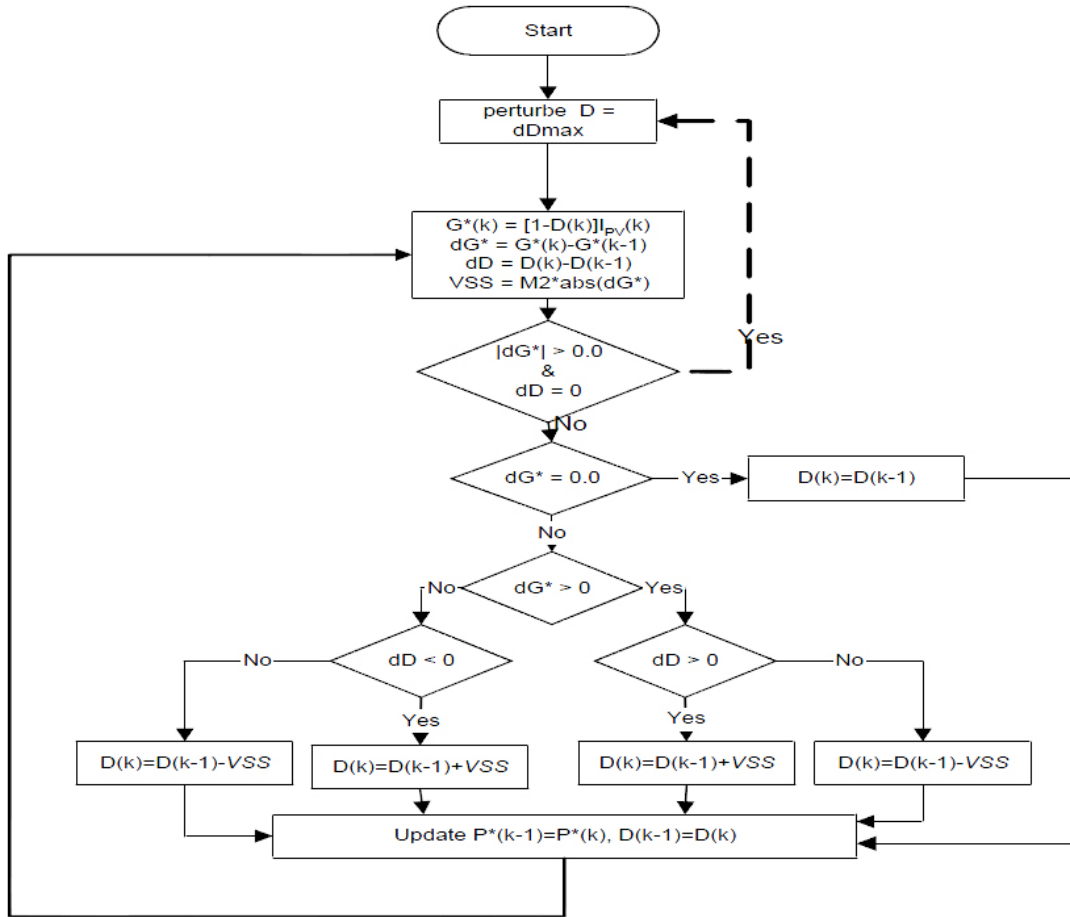 Start
perturbe D =
dDmax
G*(k) = [1-D(k)]I_PV(k)
dG* = G*(k)-G*(k-1)
dD = D(k)-D(k-1)
VSS = M2*abs(dG*)
|dG*| > 0.0
&
dD = 0
Yes
No
dG* = 0.0
Yes
D(k)=D(k-1)
No
dG* > 0
No
Yes
dD < 0
dD > 0
No
No
Yes
Yes
D(k)=D(k-1)-VSS
D(k)=D(k-1)+VSS
D(k)=D(k-1)+VSS
D(k)=D(k-1)-VSS
Update P*(k-1)=P*(k), D(k-1)=D(k)